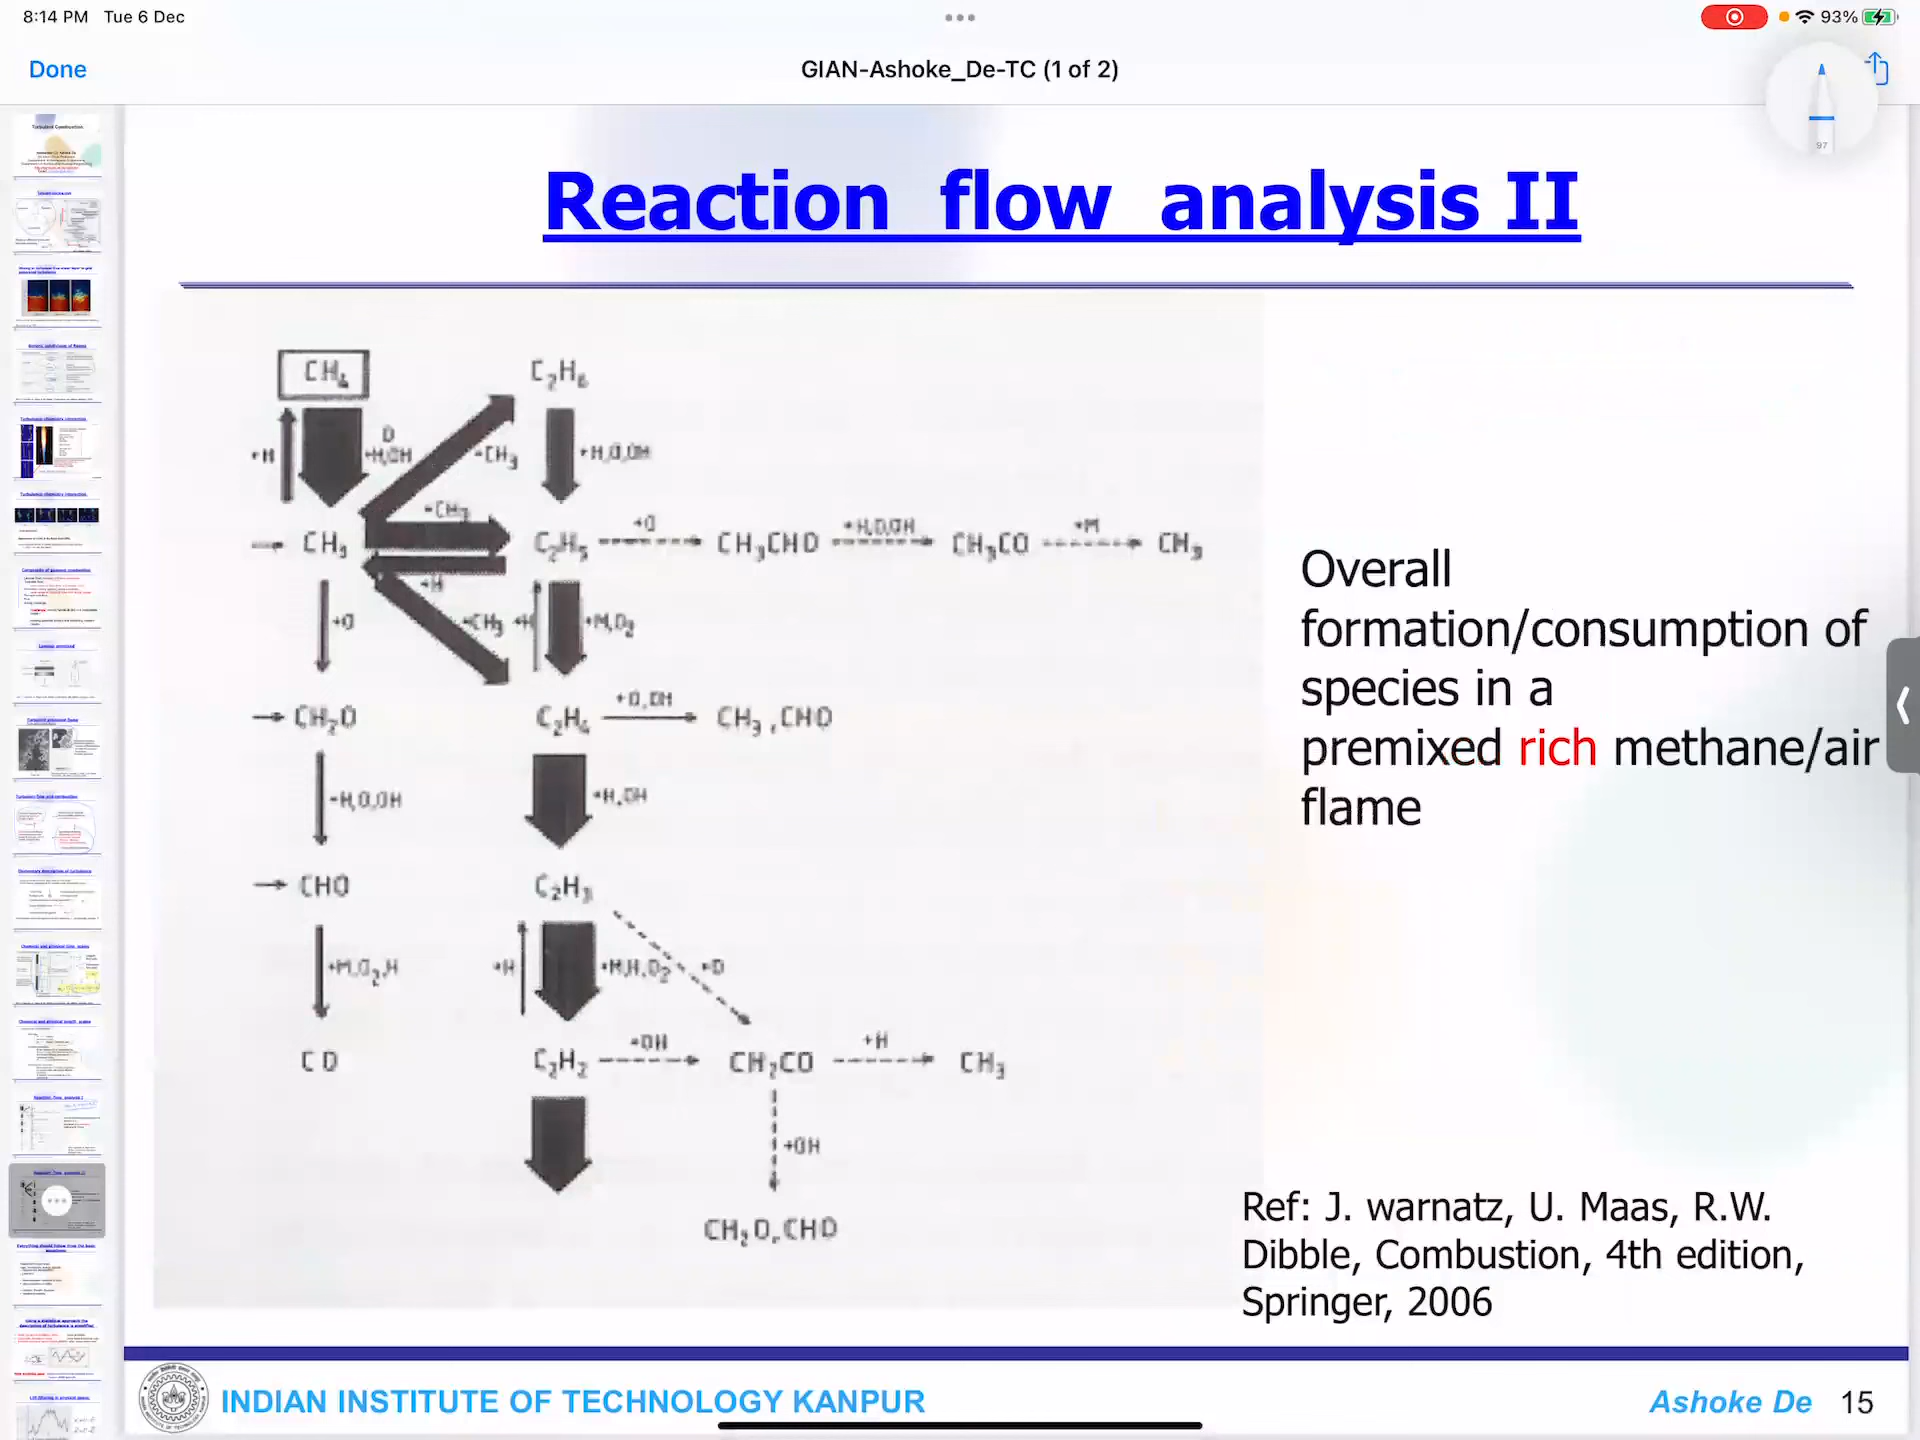 8:14 PM Tue 6 Dec
93%
Done
GIAN-Ashoke_De-TC (1 of 2)
97
Reaction flow analysis II
CH₄ C₂H₆
+H O +H,OH +CH₃ +H,O,OH
+CH₃ +O +H,O,OH +M
CH₃ C₂H₅ CH₃CHO CH₃CO CH₃
+H
+O +CH₃ +H +M,O₂
+O,OH
CH₂O C₂H₄ CH₃,CHO
+H,O,OH +H,OH
CHO C₂H₃
+M,O₂,H +H +M,H,O₂ +O
+OH +H
CO C₂H₂ CH₂CO CH₃
+OH
CH₂O,CHO
Overall
formation/consumption of
species in a
premixed rich methane/air
flame
Ref: J. warnatz, U. Maas, R.W.
Dibble, Combustion, 4th edition,
Springer, 2006
INDIAN INSTITUTE OF TECHNOLOGY KANPUR
Ashoke De 15